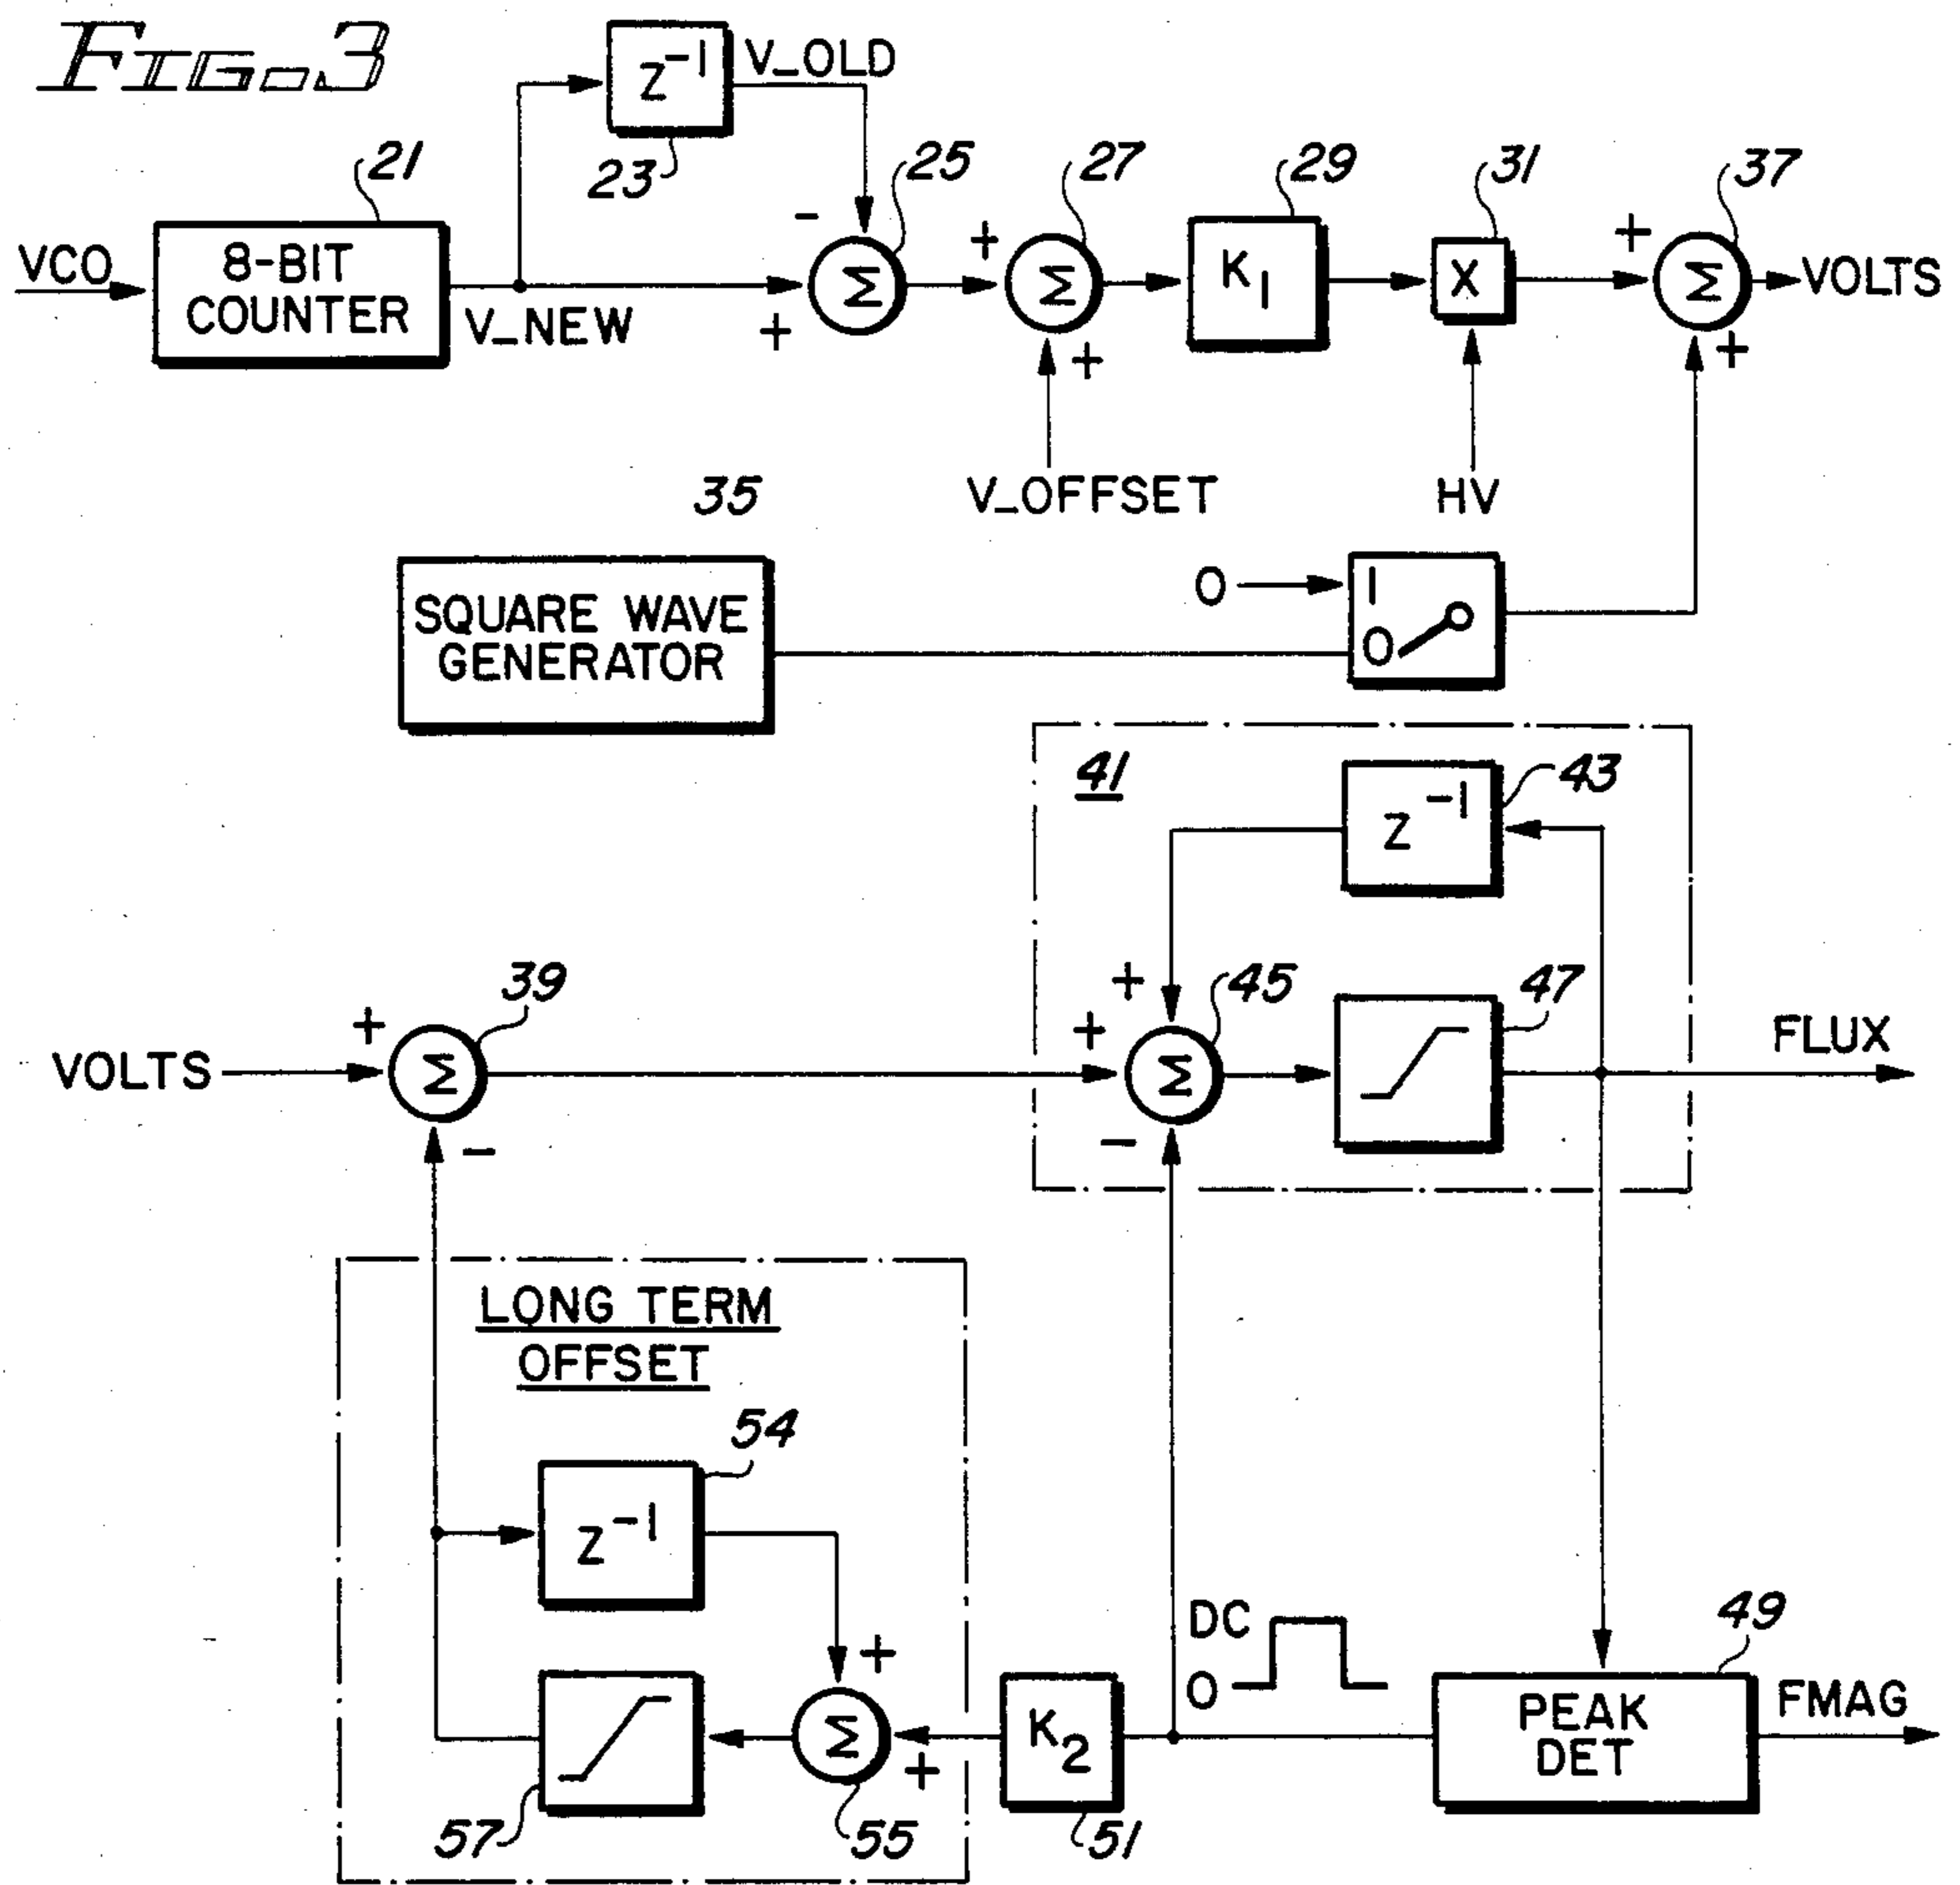 FIG. 3
Z⁻¹
V_OLD
23
21
25
27
29
31
37
VCO
8-BIT
COUNTER
V_NEW
-
+
Σ
+
Σ
+
K₁
X
+
Σ
+
VOLTS
V_OFFSET
HV
35
SQUARE WAVE
GENERATOR
0
1
0
41
Z⁻¹
43
39
+
VOLTS
Σ
-
+
+
Σ
-
45
47
FLUX
LONG TERM
OFFSET
54
Z⁻¹
+
Σ
+
57
55
K₂
51
DC
0
49
PEAK
DET
FMAG